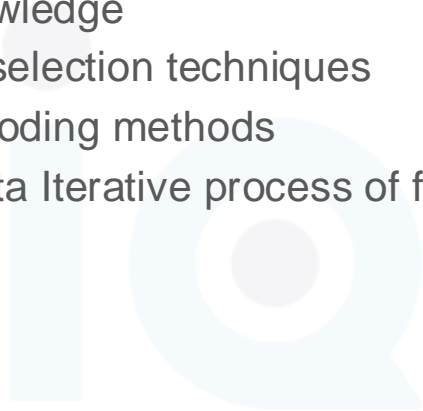 wledge
selection techniques
oding methods
ta Iterative process of f